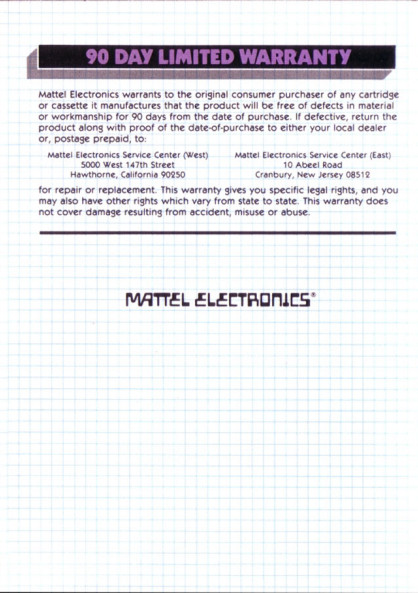 90 DAY LIMITED WARRANTY
Mattel Electronics warrants to the original consumer purchaser of any cartridge
or cassette it manufactures that the product will be free of defects in material
or workmanship for 90 days from the date of purchase. If defective, return the
product along with proof of the date-of-purchase to either your local dealer
or, postage prepaid, to:
Mattel Electronics Service Center (West)
5000 West 147th Street
Hawthorne, California 90250
Mattel Electronics Service Center (East)
10 Abeel Road
Cranbury, New Jersey 08512
for repair or replacement. This warranty gives you specific legal rights, and you
may also have other rights which vary from state to state. This warranty does
not cover damage resulting from accident, misuse or abuse.
MATTEL ELECTRONICS®